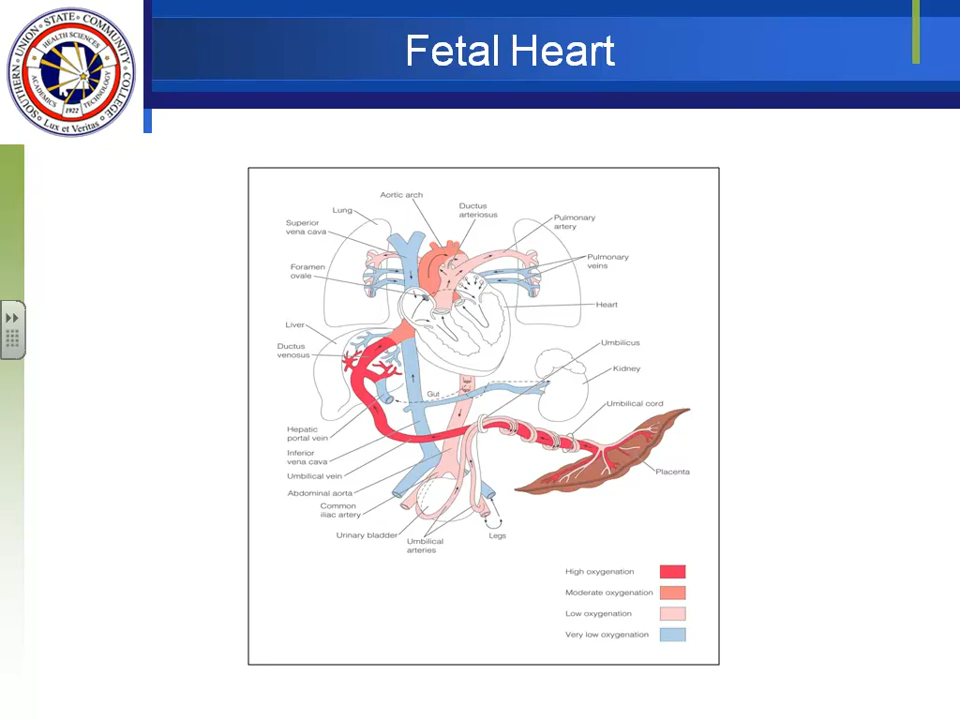 Fetal Heart
SOUTHERN UNION STATE COMMUNITY COLLEGE
HEALTH SCIENCES
ACADEMICS
TECHNOLOGY
1922
Lux et Veritas
Aortic arch
Ductus
arteriosus
Lung
Pulmonary
artery
Superior
vena cava
Pulmonary
veins
Foramen
ovale
Heart
Liver
Umbilicus
Ductus
venosus
Kidney
Gut
Umbilical cord
Hepatic
portal vein
Inferior
vena cava
Placenta
Umbilical vein
Abdominal aorta
Common
iliac artery
Urinary bladder
Umbilical
arteries
Legs
High oxygenation
Moderate oxygenation
Low oxygenation
Very low oxygenation